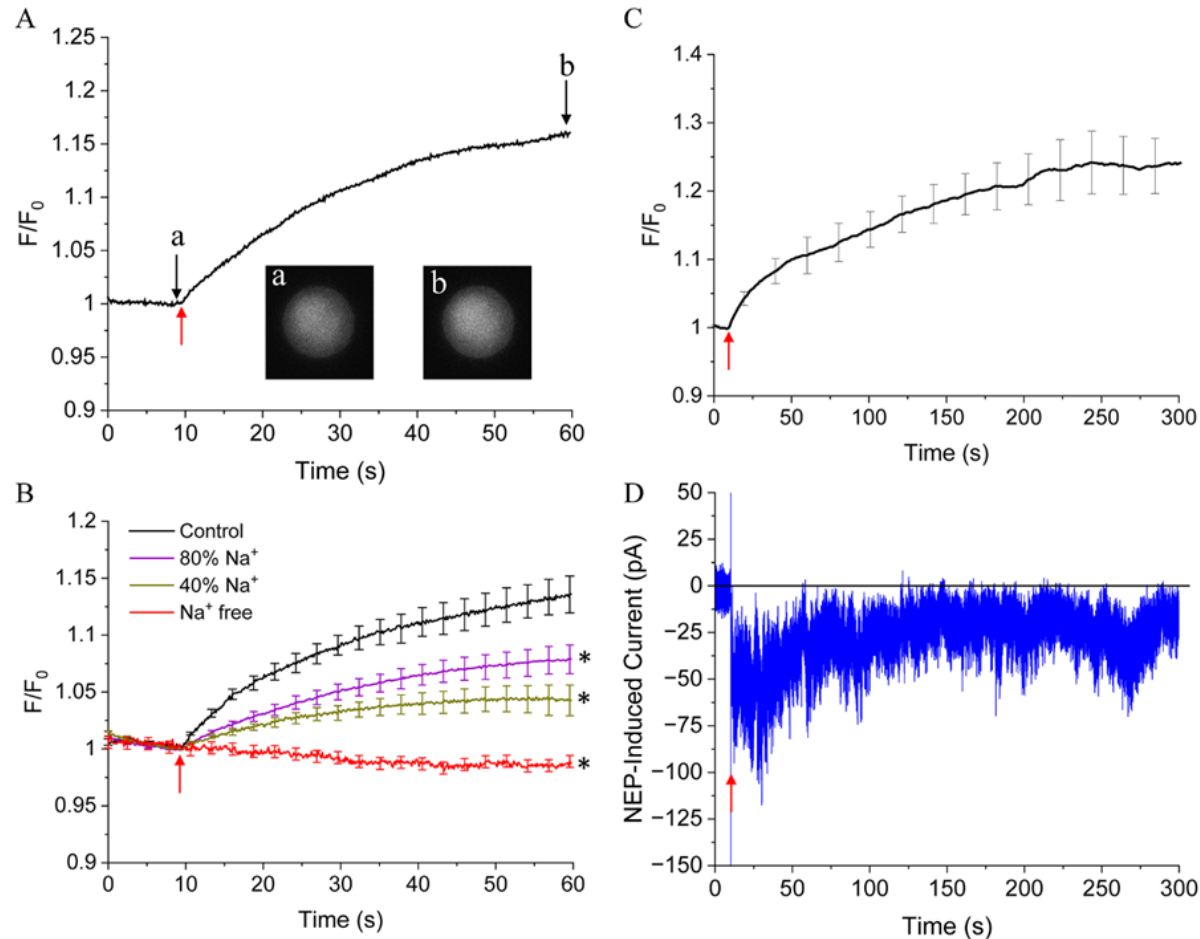 A
1.25
1.2
1.15
1.1
1.05
1
0.95
0.9
F/F₀
a
b
a
b
0 10 20 30 40 50 60
Time (s)
B
1.2
1.15
1.1
1.05
1
0.95
0.9
F/F₀
Control
80% Na⁺
40% Na⁺
Na⁺ free
*
*
*
0 10 20 30 40 50 60
Time (s)
C
1.4
1.3
1.2
1.1
1
0.9
F/F₀
0 50 100 150 200 250 300
Time (s)
D
50
25
0
−25
−50
−75
−100
−125
−150
NEP-Induced Current (pA)
0 50 100 150 200 250 300
Time (s)